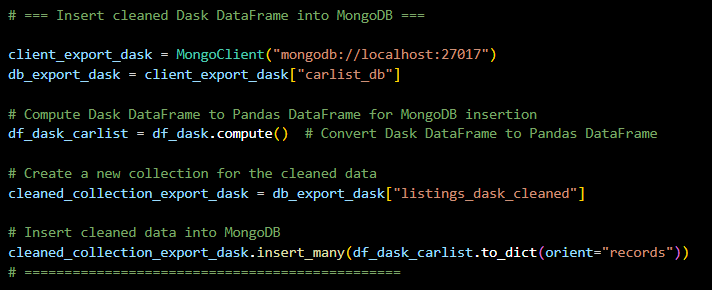 # === Insert cleaned Dask DataFrame into MongoDB ===
client_export_dask = MongoClient("mongodb://localhost:27017")
db_export_dask = client_export_dask["carlist_db"]
# Compute Dask DataFrame to Pandas DataFrame for MongoDB insertion
df_dask_carlist = df_dask.compute()  # Convert Dask DataFrame to Pandas DataFrame
# Create a new collection for the cleaned data
cleaned_collection_export_dask = db_export_dask["listings_dask_cleaned"]
# Insert cleaned data into MongoDB
cleaned_collection_export_dask.insert_many(df_dask_carlist.to_dict(orient="records"))
# ===============================================